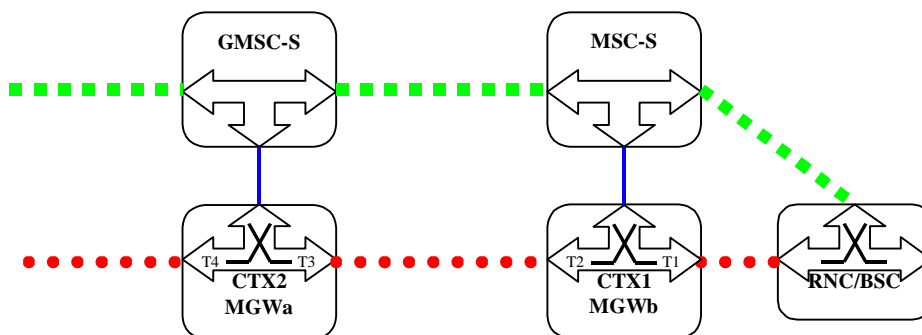 GMSC-S
MSC-S
T4 T3
CTX2
MGWa
T2 T1
CTX1
MGWb
RNC/BSC